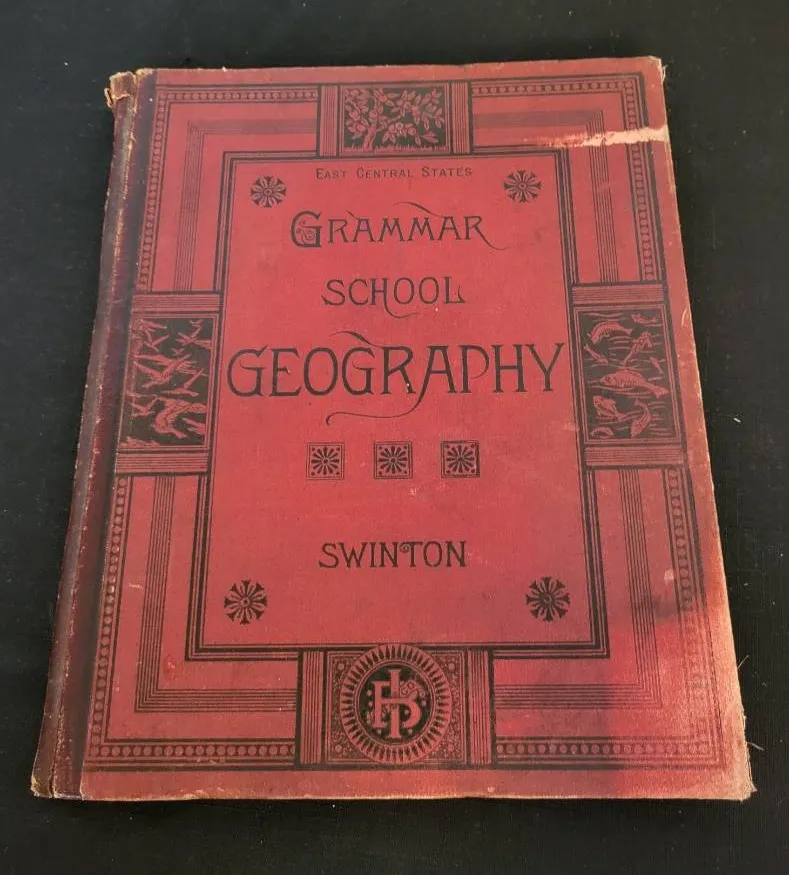 East Central States
Grammar
School
Geography
Swinton